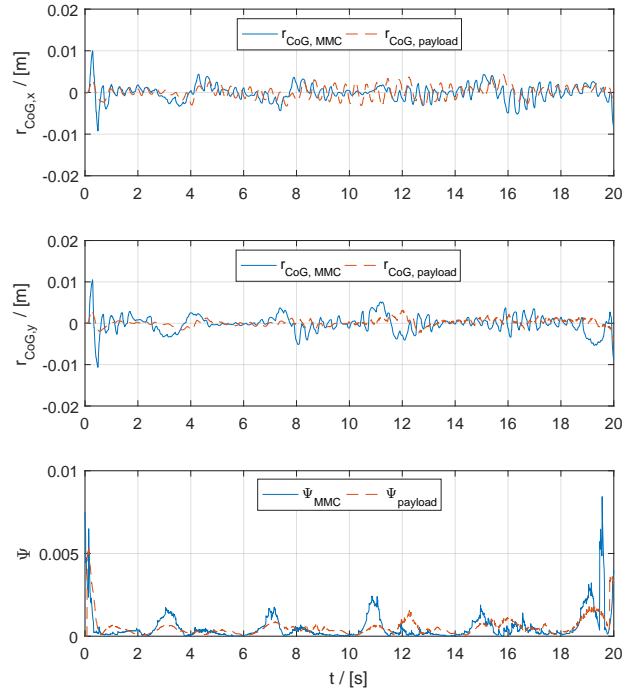 0.02
0.01
0
-0.01
-0.02
r_CoG,x / [m]
r_CoG, MMC r_CoG, payload
0 2 4 6 8 10 12 14 16 18 20
0.02
0.01
0
-0.01
-0.02
r_CoG,y / [m]
r_CoG, MMC r_CoG, payload
0 2 4 6 8 10 12 14 16 18 20
0.01
0.005
0
Ψ
Ψ_MMC Ψ_payload
0 2 4 6 8 10 12 14 16 18 20
t / [s]